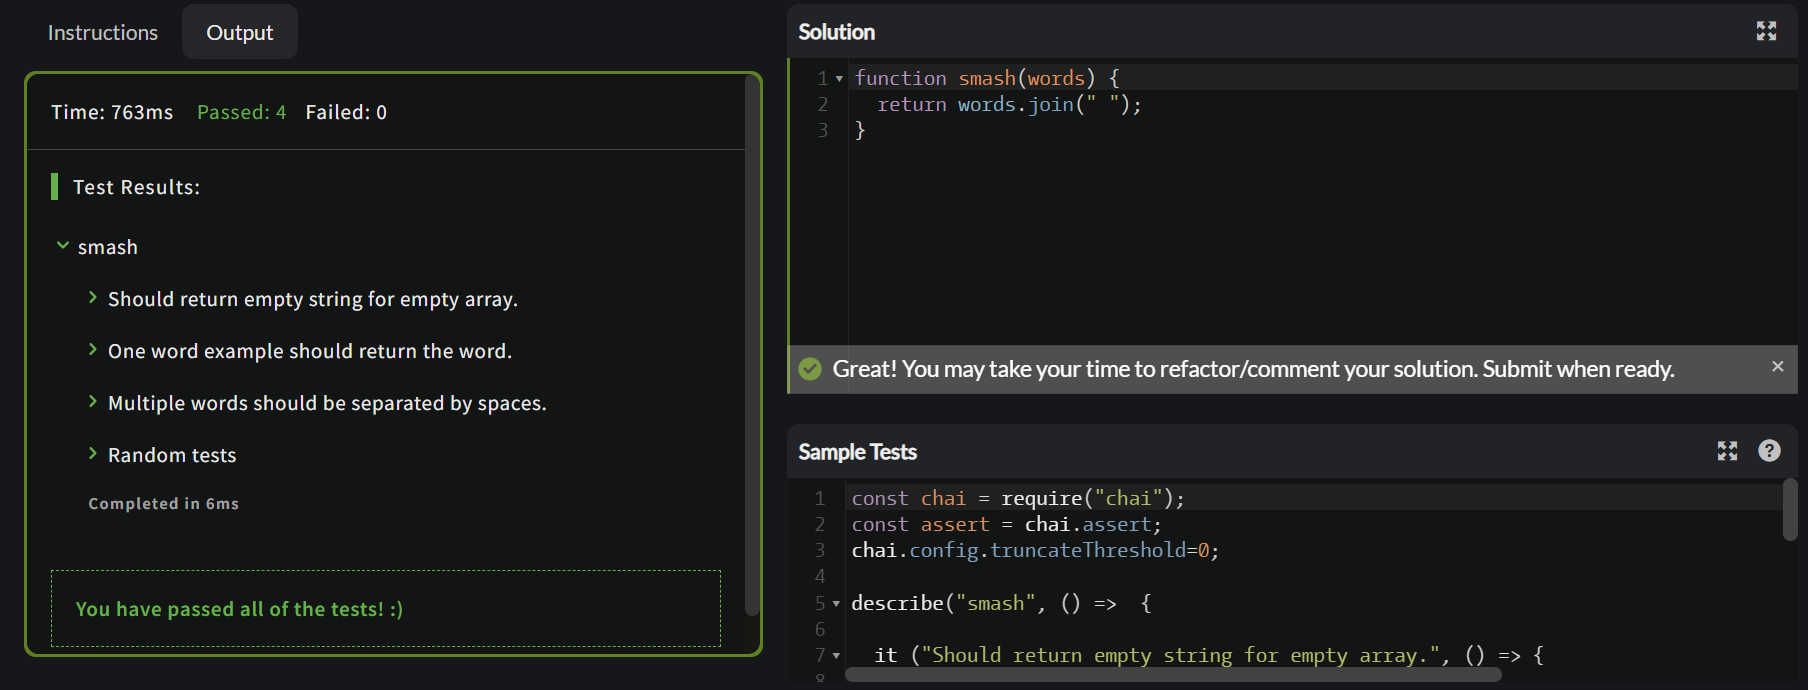 Instructions
Output
Time: 763ms Passed: 4 Failed: 0
Test Results:
smash
Should return empty string for empty array.
One word example should return the word.
Multiple words should be separated by spaces.
Random tests
Completed in 6ms
You have passed all of the tests! :)
Solution
1 function smash(words) {
2 return words.join(" ");
3 }
Great! You may take your time to refactor/comment your solution. Submit when ready.
Sample Tests
1 const chai = require("chai");
2 const assert = chai.assert;
3 chai.config.truncateThreshold=0;
4
5 describe("smash", () => {
6
7 it ("Should return empty string for empty array.", () => {
8